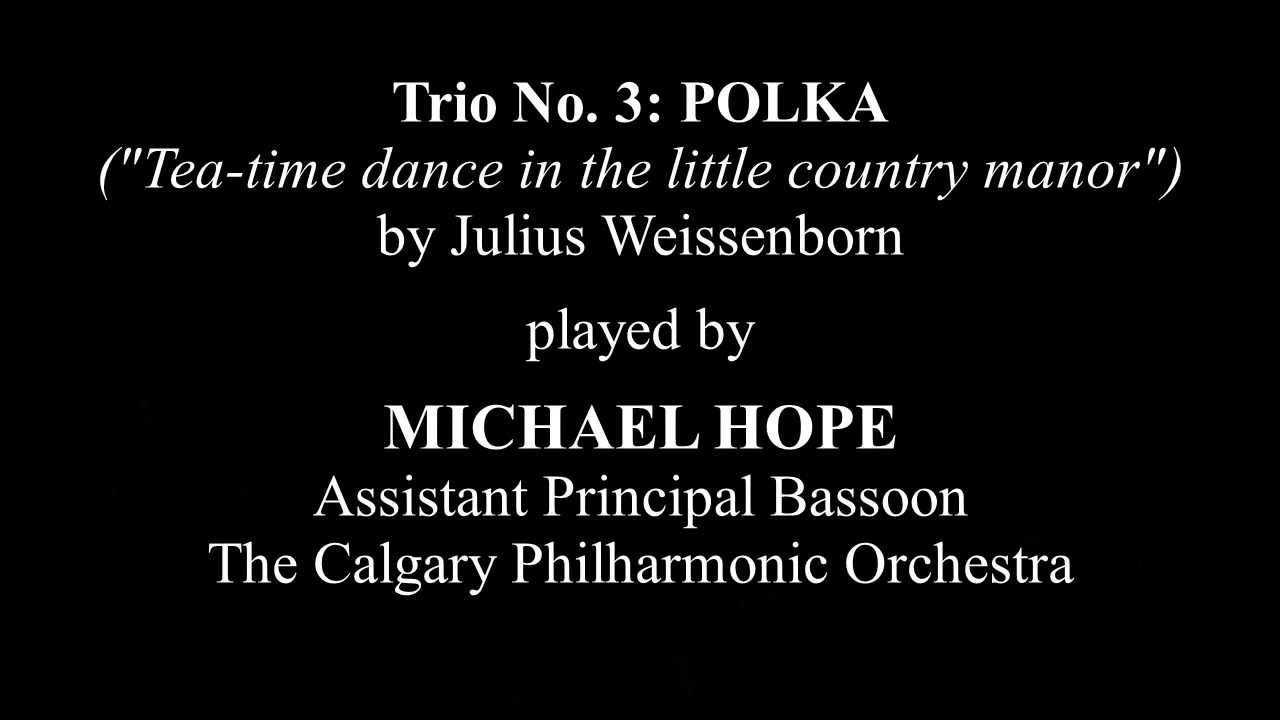 Trio No. 3: POLKA
("Tea-time dance in the little country manor")
by Julius Weissenborn
played by
MICHAEL HOPE
Assistant Principal Bassoon
The Calgary Philharmonic Orchestra